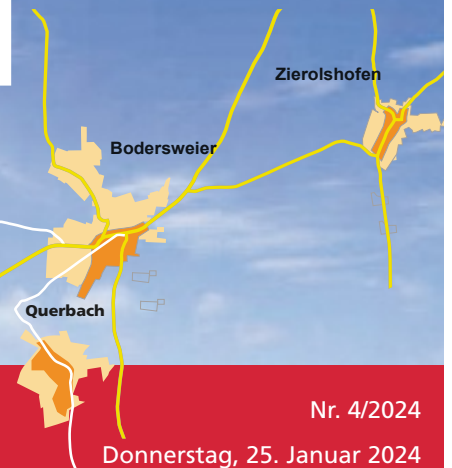 Zierolshofen
Bodersweier
Querbach
Nr. 4/2024
Donnerstag, 25. Januar 2024